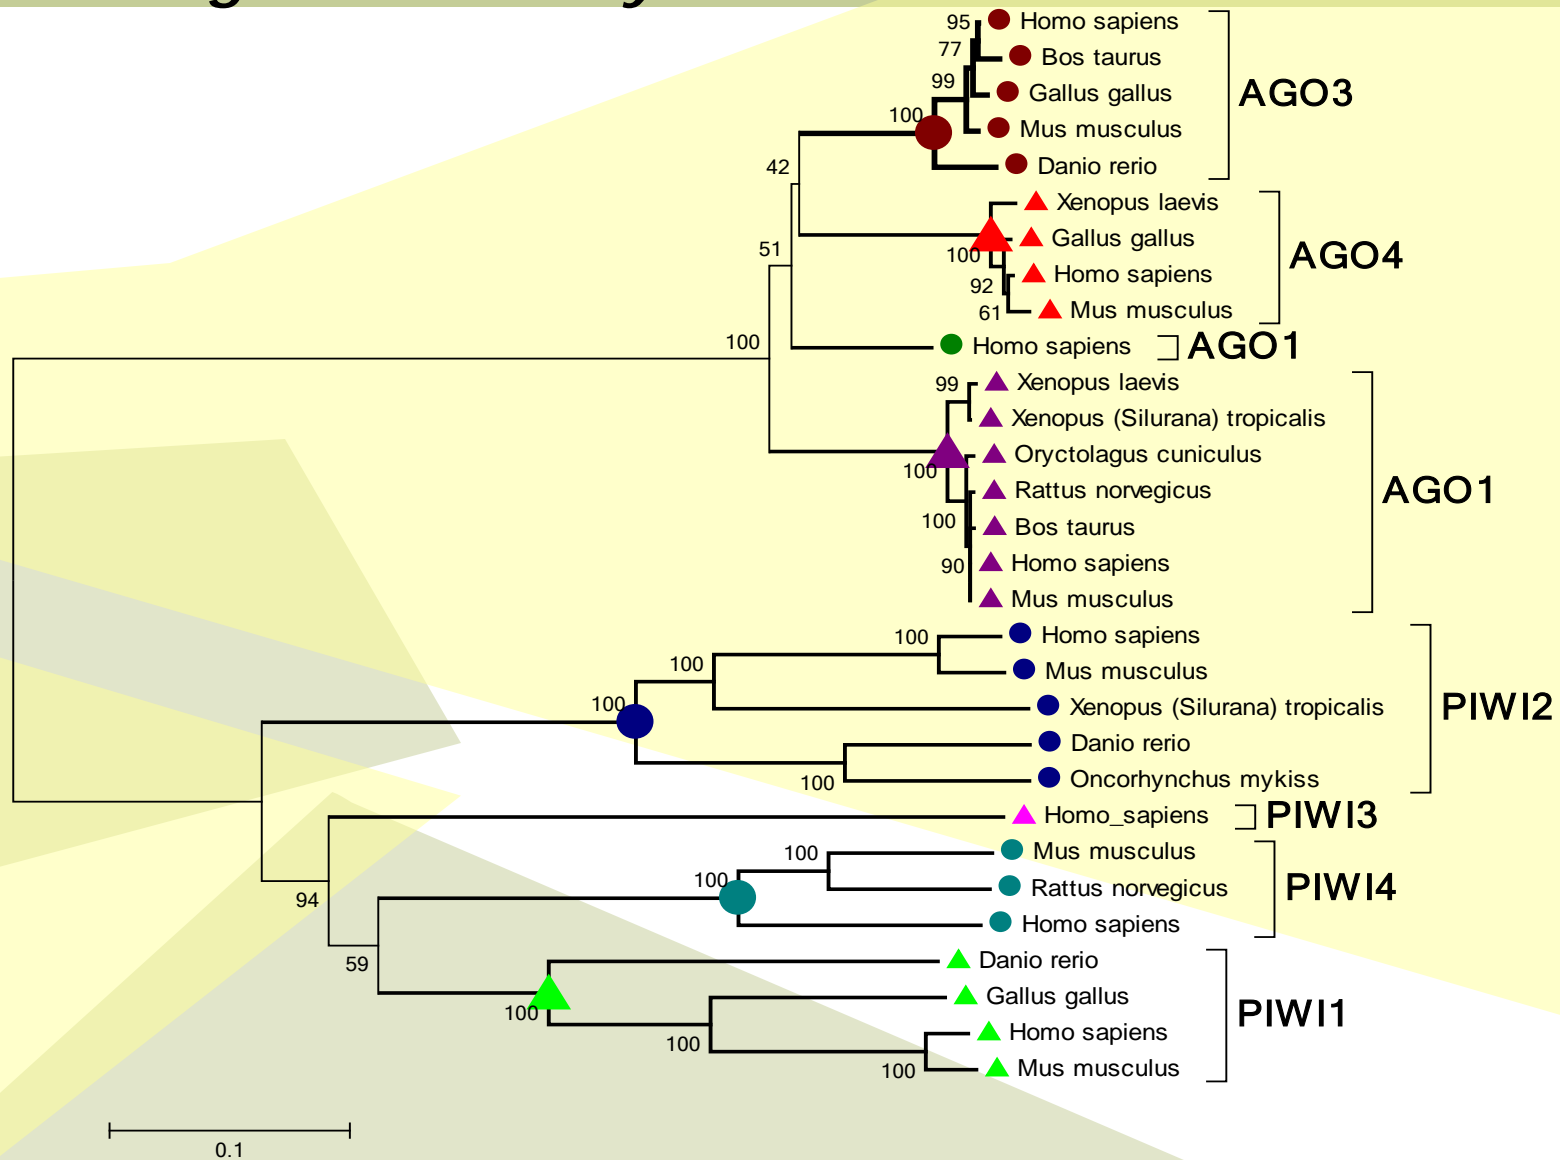 95 Homo sapiens
77 Bos taurus
99 Gallus gallus AGO3
100 Mus musculus
42 Danio rerio
Xenopus laevis
51 Gallus gallus
100 Homo sapiens AGO4
92
61 Mus musculus
100 Homo sapiens AGO1
99 Xenopus laevis
Xenopus (Silurana) tropicalis
100 Oryctolagus cuniculus
Rattus norvegicus AGO1
100 Bos taurus
90 Homo sapiens
Mus musculus
100 Homo sapiens
100 Mus musculus
100 Xenopus (Silurana) tropicalis PIWI2
Danio rerio
100 Oncorhynchus mykiss
Homo_sapiens PIWI3
100 Mus musculus
100 Rattus norvegicus PIWI4
94 Homo sapiens
59 Danio rerio
100 Gallus gallus PIWI1
100 Homo sapiens
100 Mus musculus
0.1